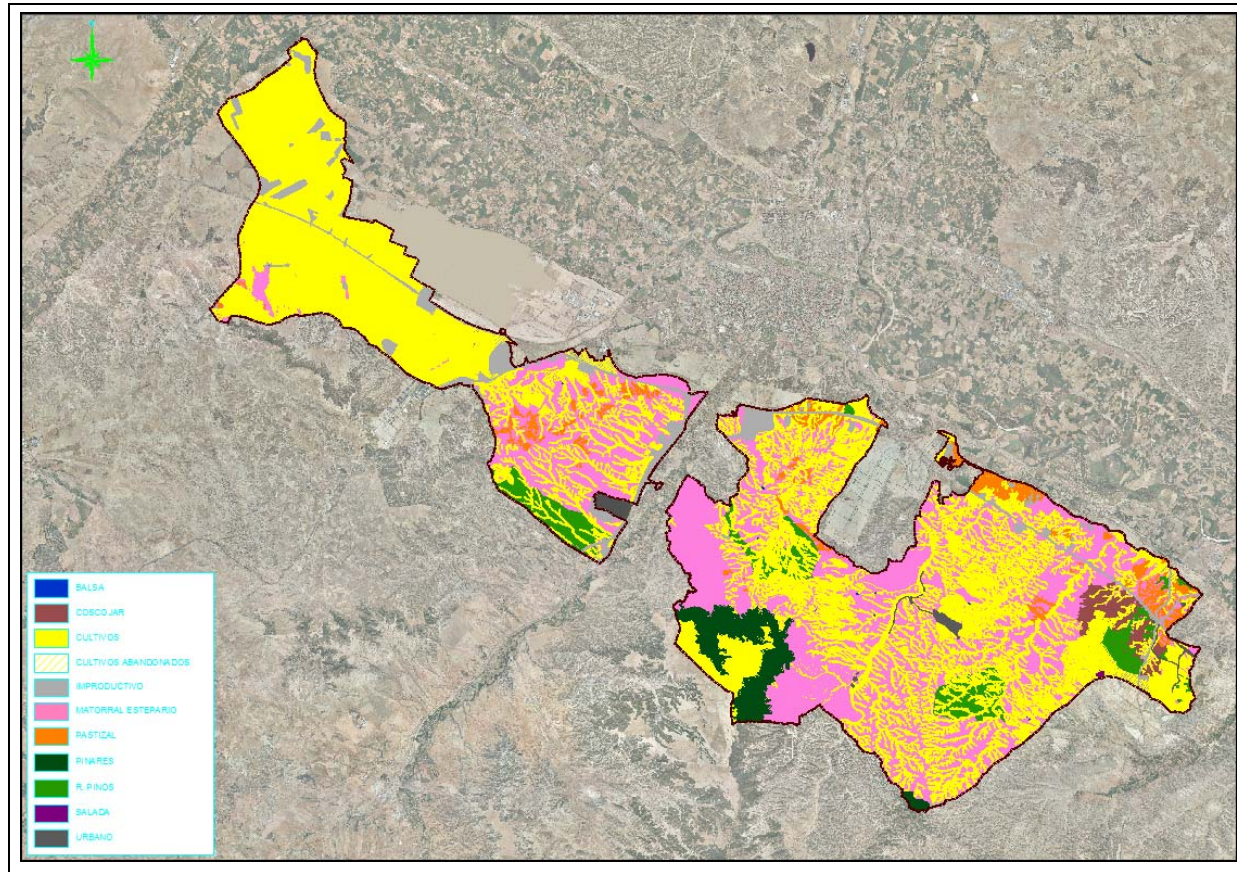 BALSA
COSCOJAR
CULTIVOS
CULTIVOS ABANDONADOS
IMPRODUCTIVO
MATORRAL ESTEPARIO
PASTIZAL
PINARES
R. PINOS
SALADA
URBANO